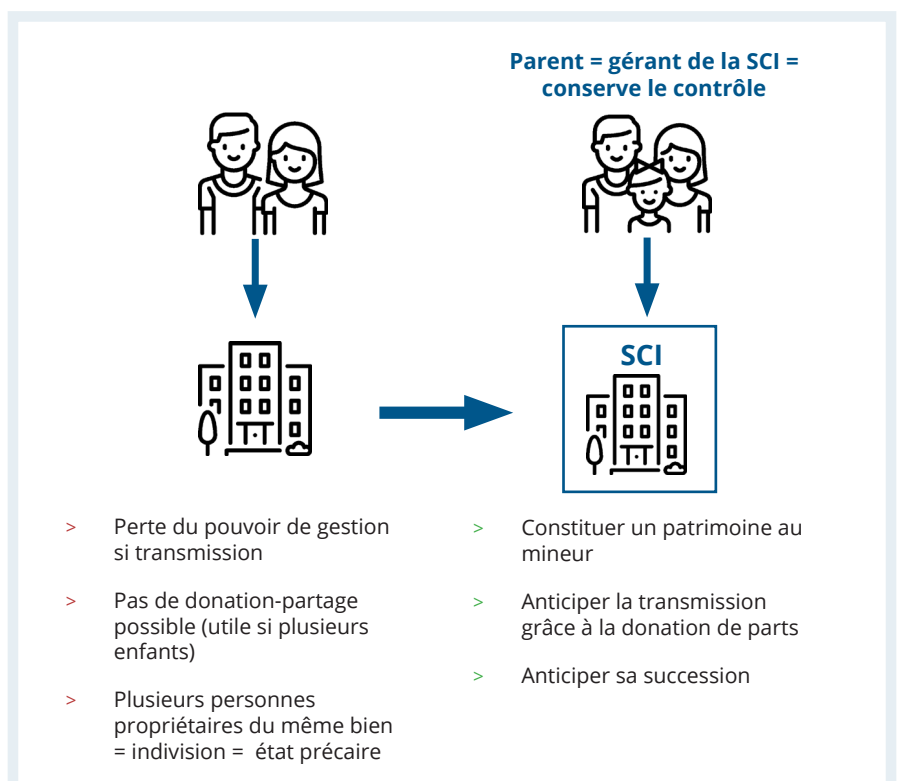 Parent = gérant de la SCI =
conserve le contrôle
SCI
> Perte du pouvoir de gestion
si transmission
> Pas de donation-partage
possible (utile si plusieurs
enfants)
> Plusieurs personnes
propriétaires du même bien
= indivision = état précaire
> Constituer un patrimoine au
mineur
> Anticiper la transmission
grâce à la donation de parts
> Anticiper sa succession